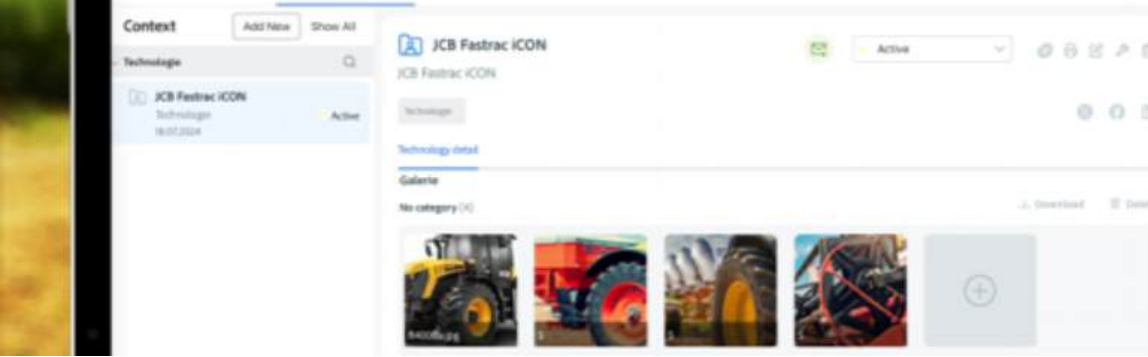 Context
Add New
Show All
Technologie
JCB Fastrac iCON
Technologie
18.07.2024
Active
JCB Fastrac iCON
Active
JCB Fastrac iCON
Technologie
Technology detail
Galerie
No category (4)
Download